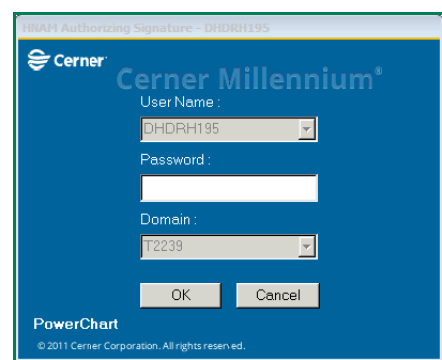 HNAM Authorizing Signature - DHDRH195
Cerner
Cerner Millennium®
User Name :
DHDRH195
Password :
Domain :
T2239
OK Cancel
PowerChart
© 2011 Cerner Corporation. All rights reserved.